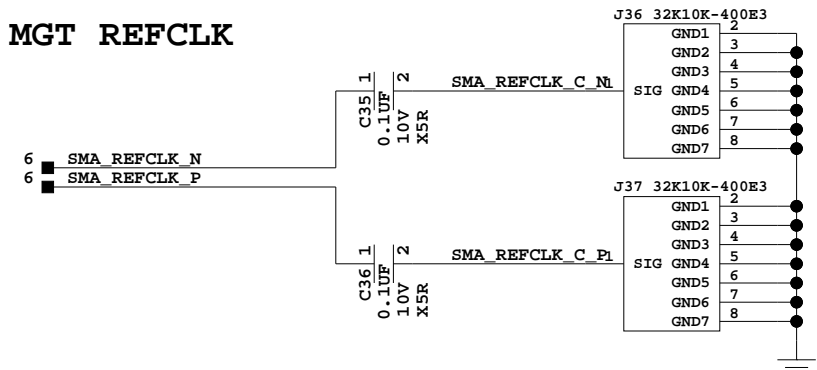 MGT REFCLK
J36 32K10K-400E3
GND1 2
GND2 3
GND3 4
SIG GND4 5
GND5 6
GND6 7
GND7 8
1 2
SMA_REFCLK_C_N 1
C35
0.1UF
10V
X5R
6 SMA_REFCLK_N
6 SMA_REFCLK_P
J37 32K10K-400E3
GND1 2
GND2 3
GND3 4
SIG GND4 5
GND5 6
GND6 7
GND7 8
1 2
SMA_REFCLK_C_P 1
C36
0.1UF
10V
X5R